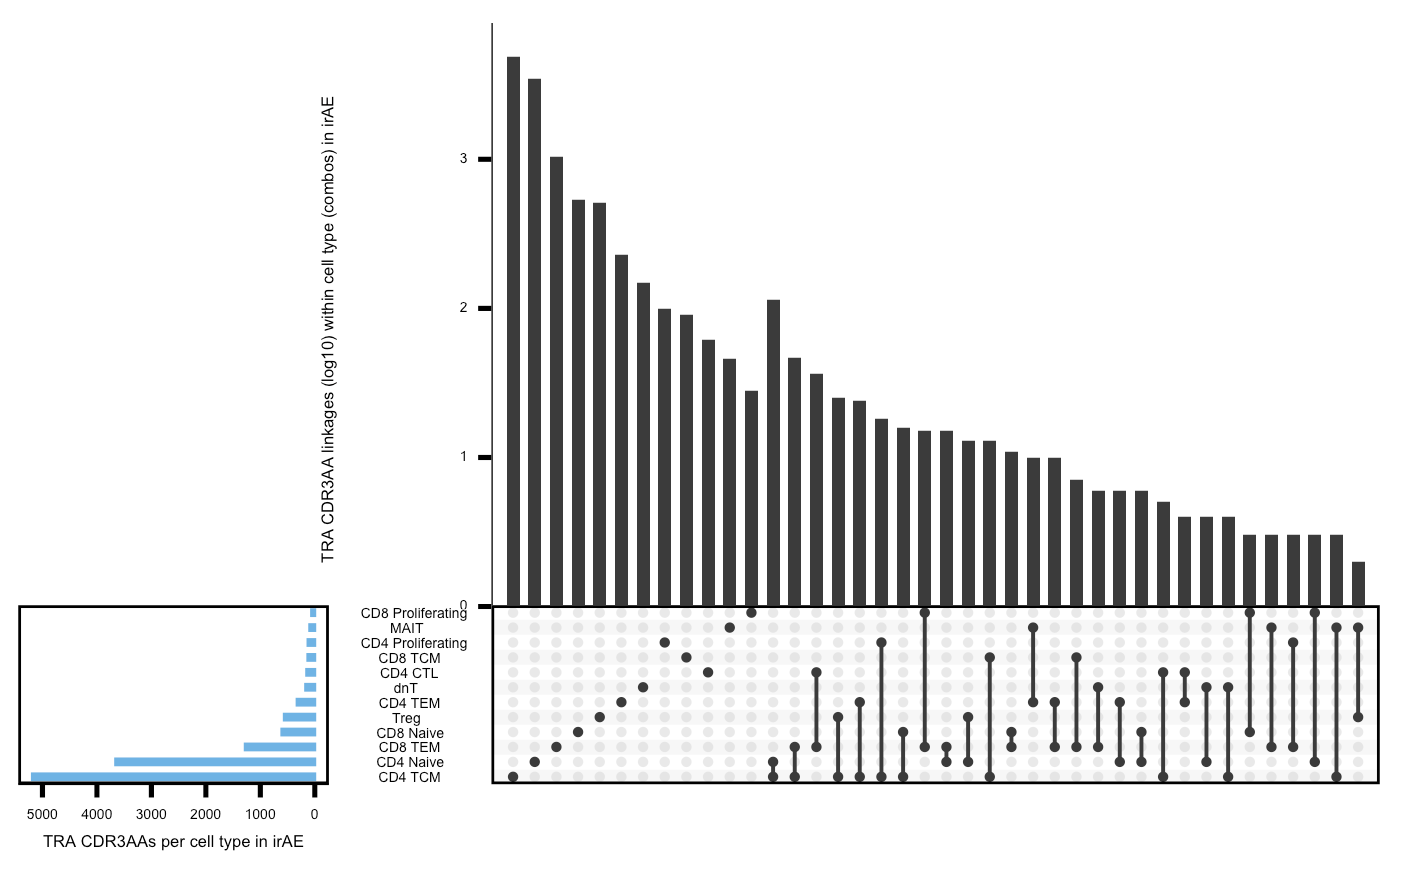 TRA CDR3AA linkages (log10) within cell type (combos) in irAE
3
2
1
0
CD8 Proliferating
MAIT
CD4 Proliferating
CD8 TCM
CD4 CTL
dnT
CD4 TEM
Treg
CD8 Naive
CD8 TEM
CD4 Naive
CD4 TCM
5000 4000 3000 2000 1000 0
TRA CDR3AAs per cell type in irAE